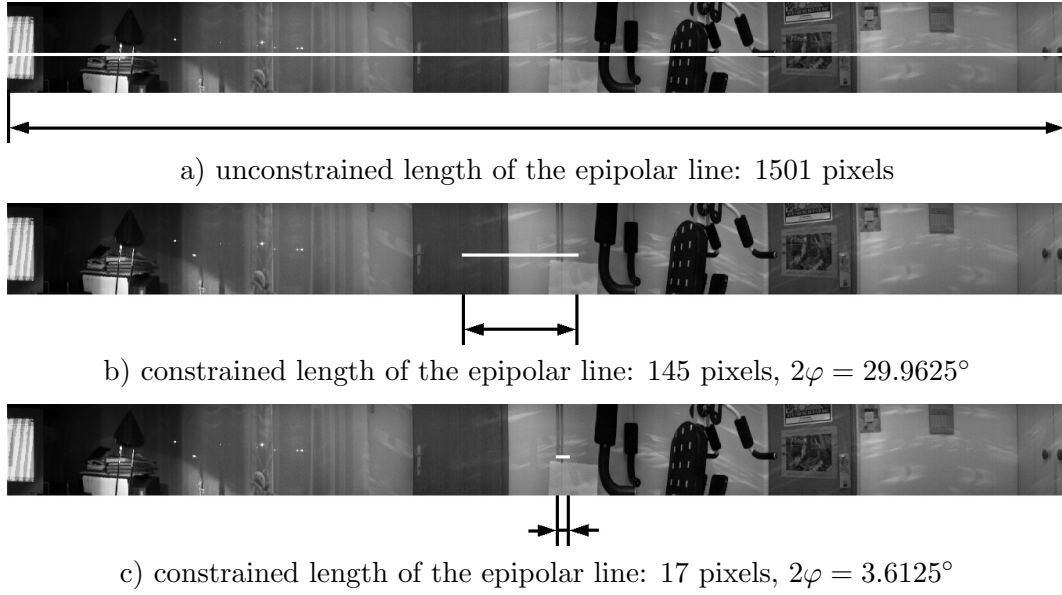 a) unconstrained length of the epipolar line: 1501 pixels
b) constrained length of the epipolar line: 145 pixels, 2φ = 29.9625°
c) constrained length of the epipolar line: 17 pixels, 2φ = 3.6125°